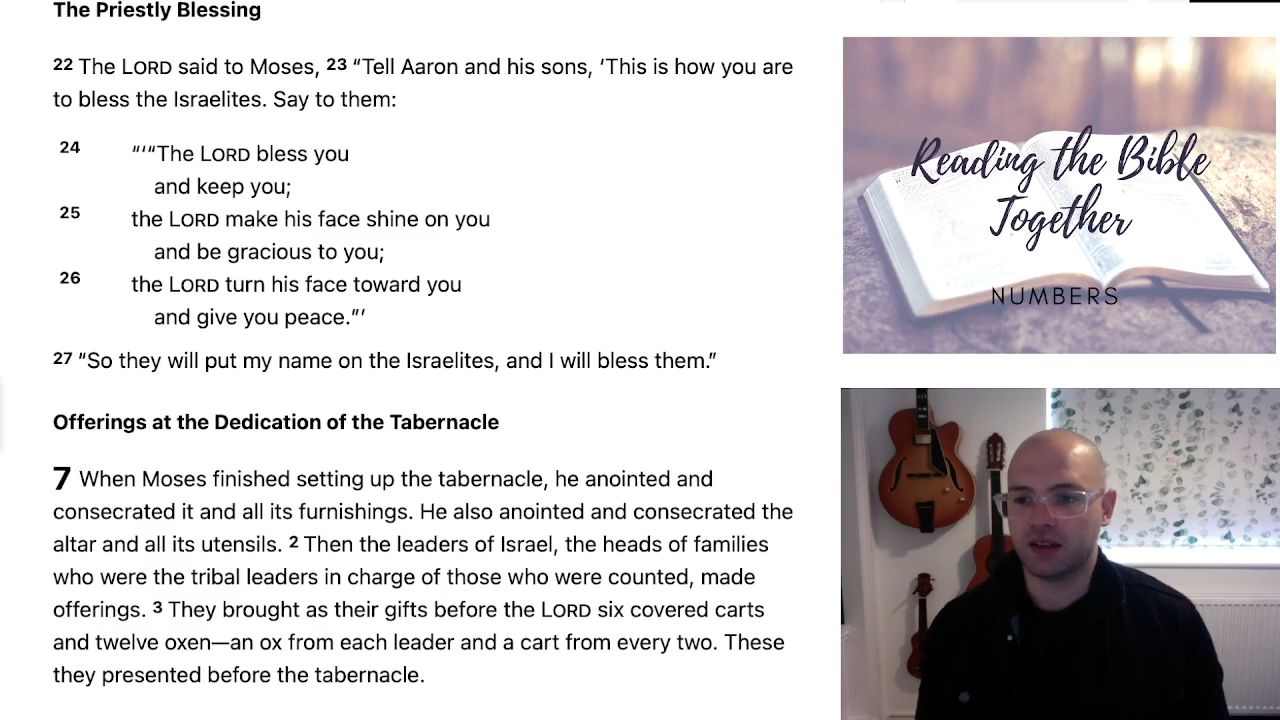 The Priestly Blessing
22 The LORD said to Moses, 23 “Tell Aaron and his sons, ‘This is how you are
to bless the Israelites. Say to them:
24 “‘“The LORD bless you
and keep you;
25 the LORD make his face shine on you
and be gracious to you;
26 the LORD turn his face toward you
and give you peace.”’
27 “So they will put my name on the Israelites, and I will bless them.”
Offerings at the Dedication of the Tabernacle
7 When Moses finished setting up the tabernacle, he anointed and
consecrated it and all its furnishings. He also anointed and consecrated the
altar and all its utensils. 2 Then the leaders of Israel, the heads of families
who were the tribal leaders in charge of those who were counted, made
offerings. 3 They brought as their gifts before the LORD six covered carts
and twelve oxen—an ox from each leader and a cart from every two. These
they presented before the tabernacle.
Reading the Bible
Together
NUMBERS